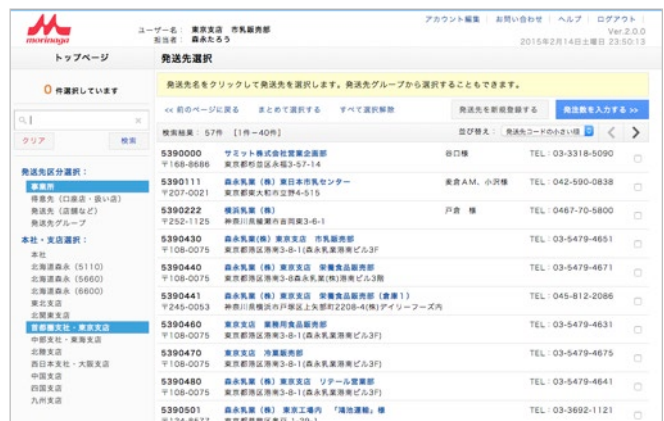 morinaga
ユーザー名： 東京支店 市乳販売部
担当者： 森永たろう
アカウント編集 | お問い合わせ | ヘルプ | ログアウト
Ver.2.0.0
2015年2月14日土曜日 23:50:13
トップページ
発送先選択
0 件選択しています
発送先名をクリックして発送先を選択します。発送先グループから選択することもできます。
<< 前のページに戻る まとめて選択する すべて選択解除
発送先を新規登録する
発注数を入力する >>
クリア
検索
検索結果： 57件 [1件－40件]
並び替え： 発送先コードの小さい順
発送先区分選択：
事業所
得意先（口座店・扱い店）
発送先（店舗など）
発送先グループ
本社・支店選択：
本社
北海道森永（5110）
北海道森永（5660）
北海道森永（6600）
東北支店
北関東支店
首都圏支社・東京支店
中部支社・東海支店
北陸支店
西日本支社・大阪支店
中国支店
四国支店
九州支店
5390000 サミット株式会社営業企画部 谷口様 TEL：03-3318-5090
〒168-8686 東京都杉並区永福3-57-14
5390111 森永乳業（株）東日本市乳センター 麦倉AM、小沢様 TEL：042-590-0838
〒207-0021 東京都東大和市立野4-515
5390222 横浜乳業（株） 戸倉 様 TEL：0467-70-5800
〒252-1125 神奈川県綾瀬市吉岡東3-6-1
5390430 森永乳業(株) 東京支店 市乳販売部 TEL：03-5479-4651
〒108-0075 東京都港区港南3-8-1(森永乳業港南ビル3F
5390440 森永乳業（株）東京支店 栄養食品販売部 TEL：03-5479-4671
〒108-0075 東京都港区港南3-8森永乳業(株)港南ビル3階
5390441 森永乳業（株）東京支店 栄養食品販売部（倉庫１） TEL：045-812-2086
〒245-0053 神奈川県横浜市戸塚区上矢部町2208-4(株)デイリーフーズ内
5390460 東京支店 業務用食品販売部 TEL：03-5479-4631
〒108-0075 東京都港区港南3-8-1(森永乳業港南ビル3F)
5390470 東京支店 冷菓販売部 TEL：03-5479-4675
〒108-0075 東京都港区港南3-8-1(森永乳業港南ビル3F)
5390480 森永乳業（株）東京支店 リテール営業部 TEL：03-5479-4641
〒108-0075 東京都港区港南3-8-1(森永乳業港南ビル3F)
5390501 森永乳業（株） 東京工場内 「鴻池運輸」様 TEL：03-3692-1121